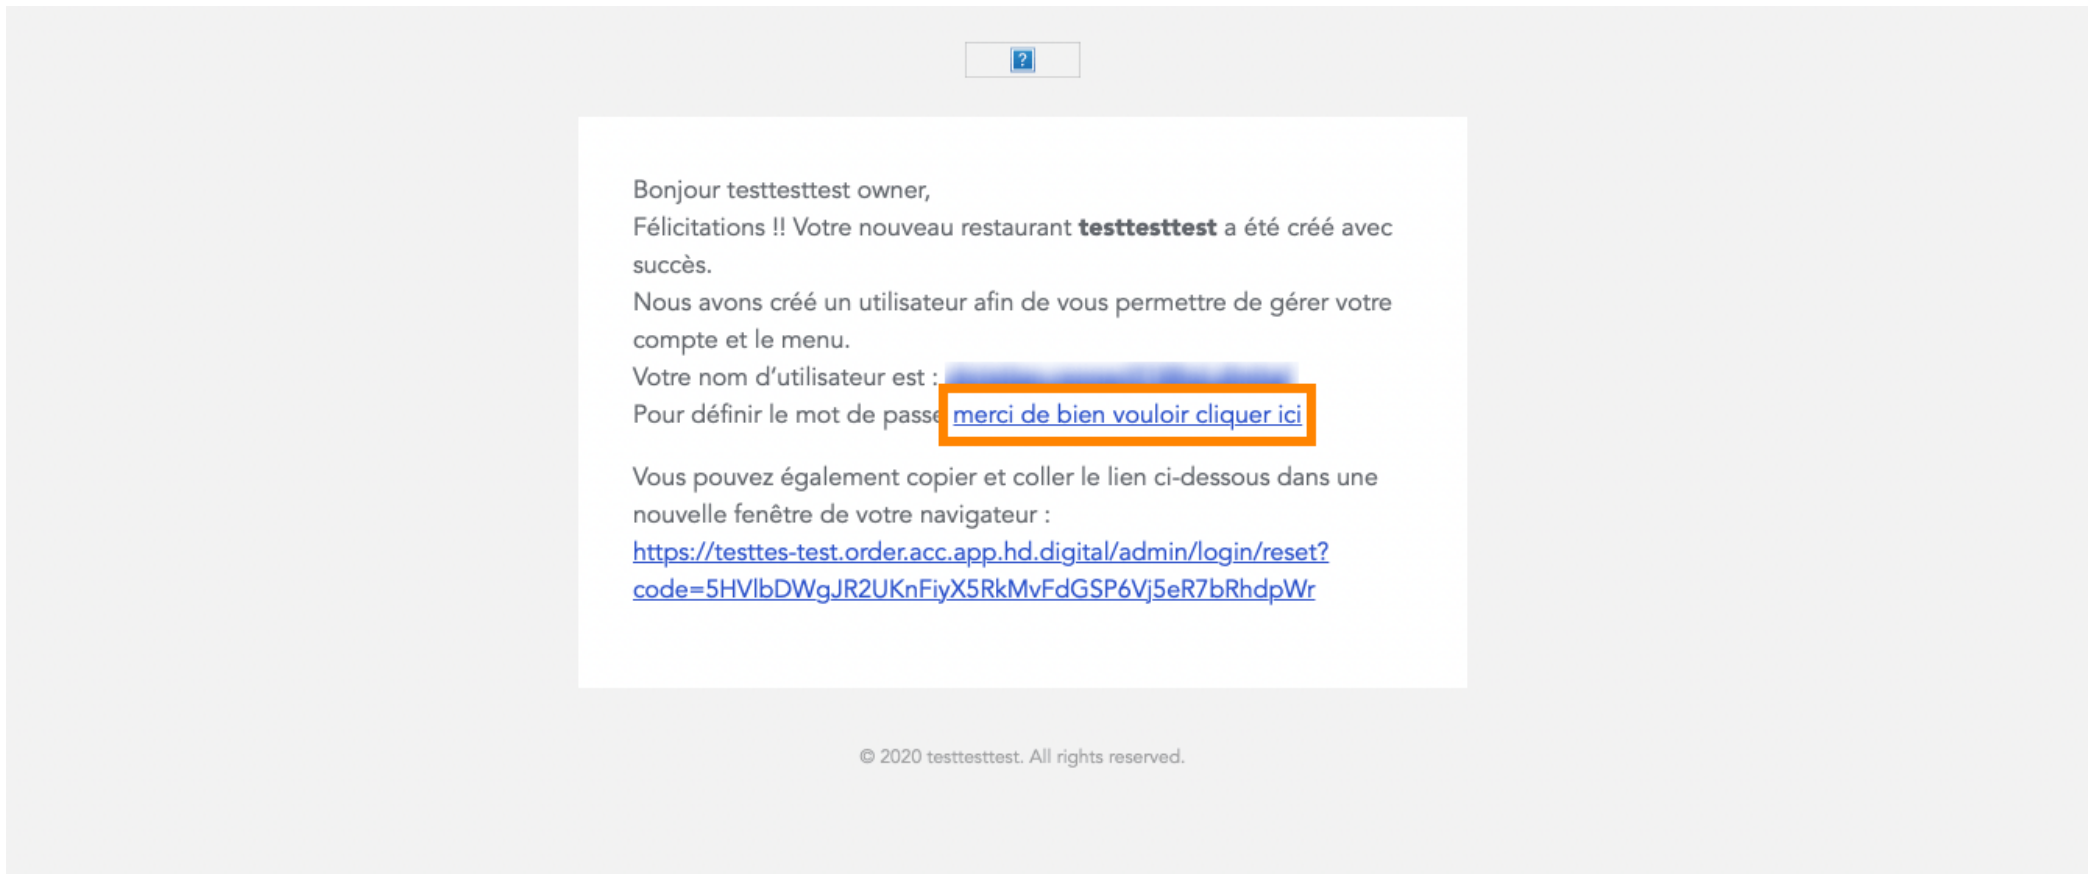 Bonjour testtesttest owner,
Félicitations !! Votre nouveau restaurant testtesttest a été créé avec
succès.
Nous avons créé un utilisateur afin de vous permettre de gérer votre
compte et le menu.
Votre nom d’utilisateur est :
Pour définir le mot de passe merci de bien vouloir cliquer ici
Vous pouvez également copier et coller le lien ci-dessous dans une
nouvelle fenêtre de votre navigateur :
https://testtes-test.order.acc.app.hd.digital/admin/login/reset?
code=5HVlbDWgJR2UKnFiyX5RkMvFdGSP6Vj5eR7bRhdpWr
© 2020 testtesttest. All rights reserved.